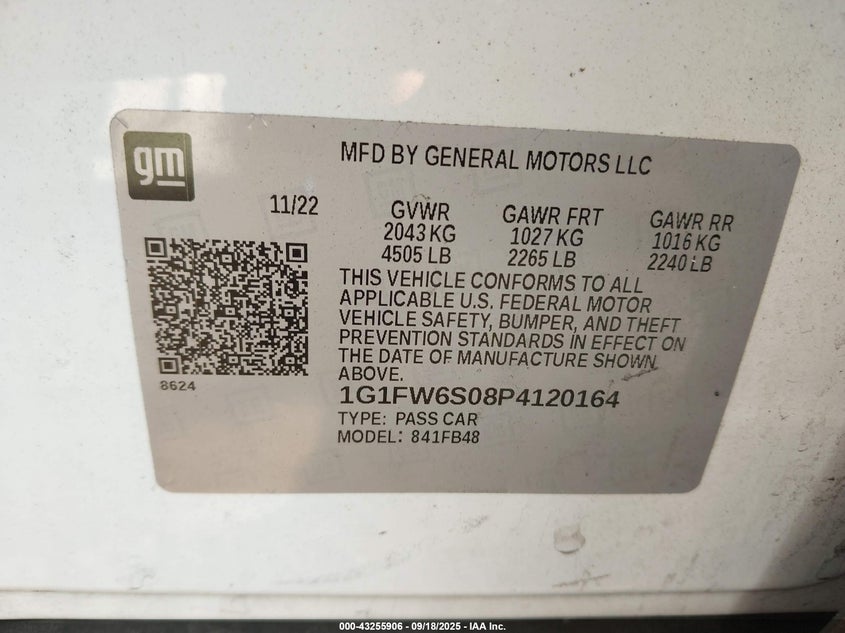 gm
MFD BY GENERAL MOTORS LLC
11/22
GVWR GAWR FRT GAWR RR
2043 KG 1027 KG 1016 KG
4505 LB 2265 LB 2240 LB
THIS VEHICLE CONFORMS TO ALL
APPLICABLE U.S. FEDERAL MOTOR
VEHICLE SAFETY, BUMPER, AND THEFT
PREVENTION STANDARDS IN EFFECT ON
THE DATE OF MANUFACTURE SHOWN
ABOVE.
8624
1G1FW6S08P4120164
TYPE: PASS CAR
MODEL: 841FB48
000-43255906 - 09/18/2025 - IAA Inc.